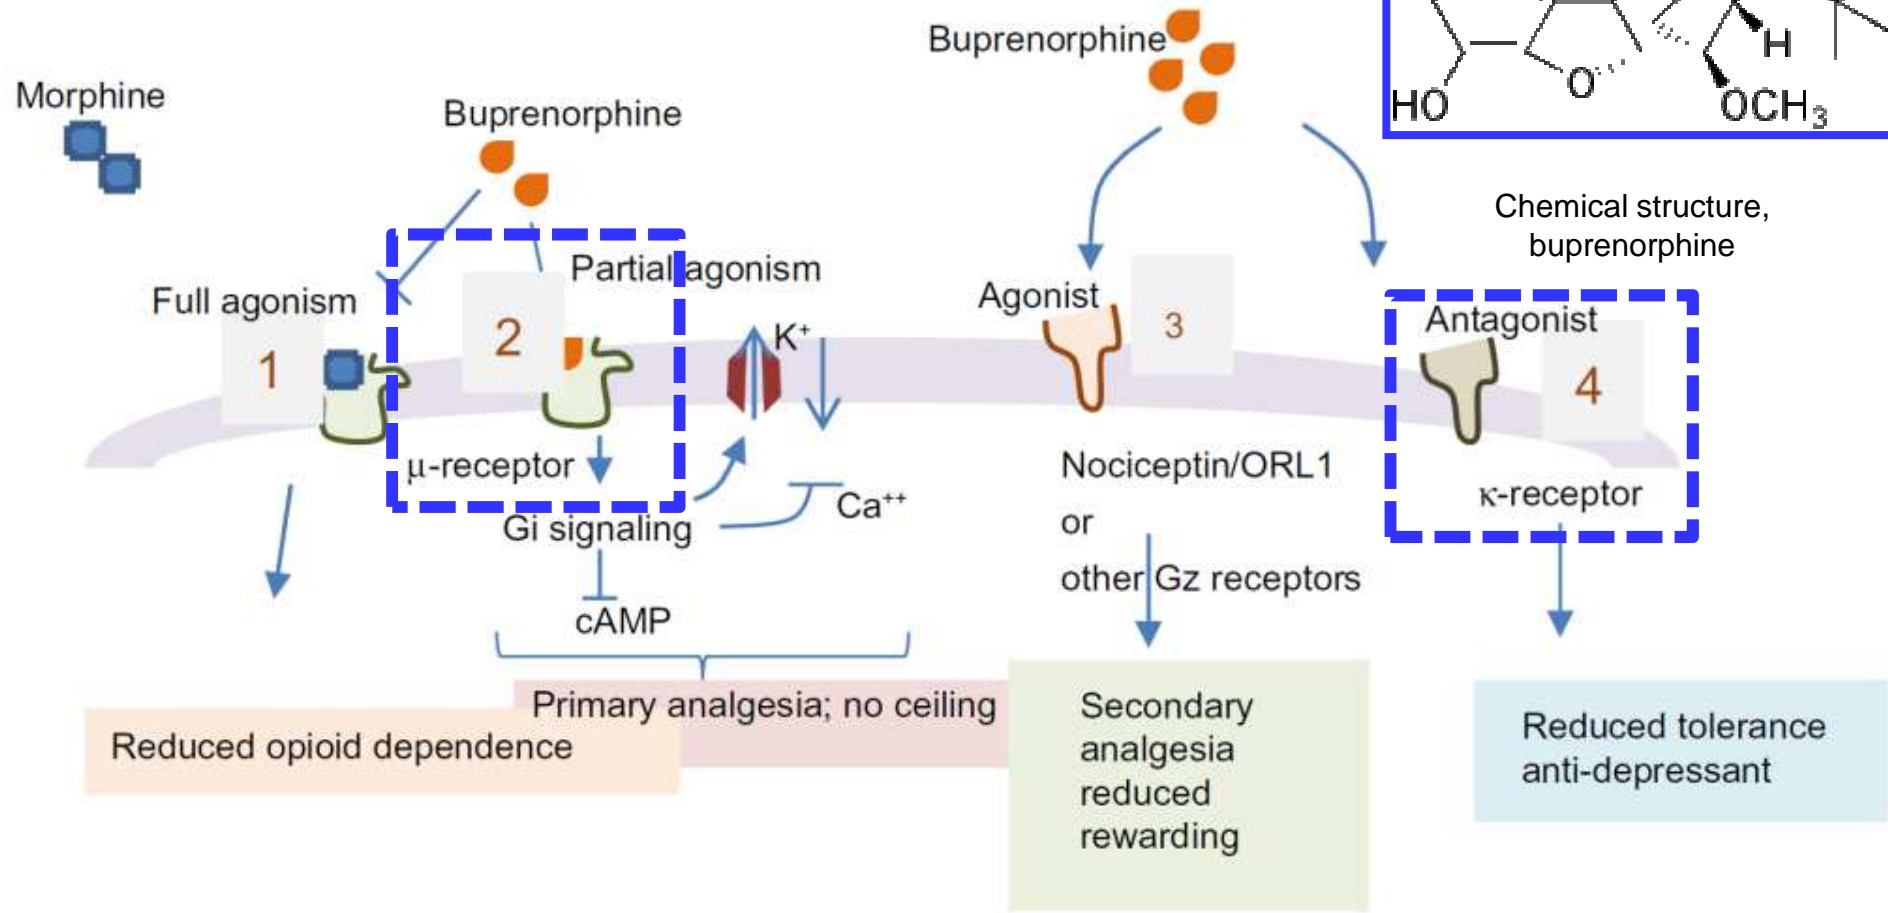 Buprenorphine
H
O
HO
OCH3
Morphine
Buprenorphine
Chemical structure,
buprenorphine
Full agonism
Partial agonism
Agonist
Antagonist
1
2
K+
3
4
μ-receptor
Ca++
Gi signaling
cAMP
Nociceptin/ORL1
or
other Gz receptors
κ-receptor
Reduced opioid dependence
Primary analgesia; no ceiling
Secondary
analgesia
reduced
rewarding
Reduced tolerance
anti-depressant